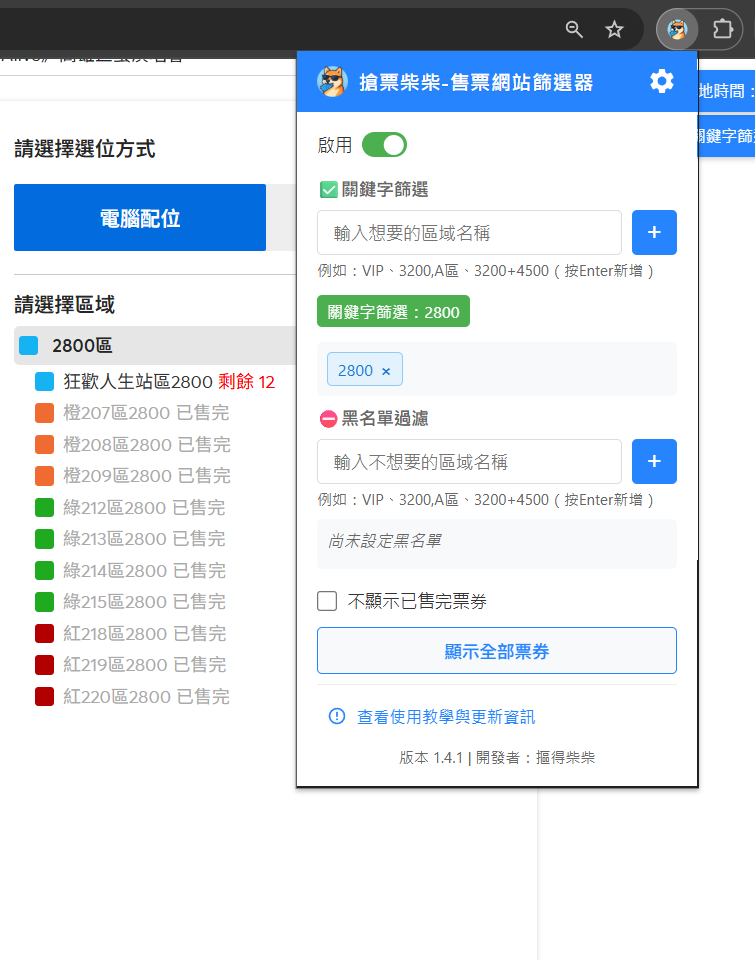 搶票柴柴-售票網站篩選器
地時間：
關鍵字篩
請選擇選位方式
電腦配位
請選擇區域
2800區
狂歡人生站區2800 剩餘 12
橙207區2800 已售完
橙208區2800 已售完
橙209區2800 已售完
綠212區2800 已售完
綠213區2800 已售完
綠214區2800 已售完
綠215區2800 已售完
紅218區2800 已售完
紅219區2800 已售完
紅220區2800 已售完
啟用
關鍵字篩選
輸入想要的區域名稱
+
例如：VIP、3200,A區、3200+4500（按Enter新增）
關鍵字篩選：2800
2800 ×
黑名單過濾
輸入不想要的區域名稱
+
例如：VIP、3200,A區、3200+4500（按Enter新增）
尚未設定黑名單
不顯示已售完票券
顯示全部票券
查看使用教學與更新資訊
版本 1.4.1 | 開發者：摳得柴柴